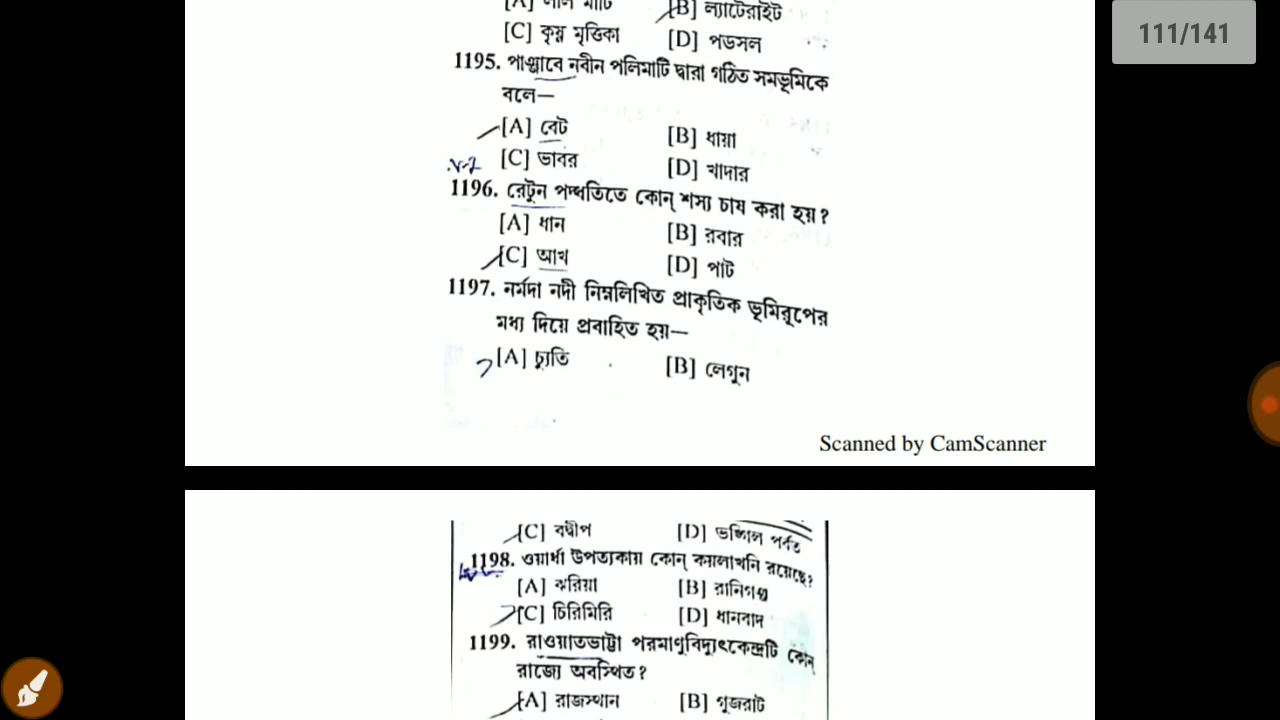 [A] লাল মাটি [B] ল্যাটেরাইট
[C] কৃষ্ণ মৃত্তিকা [D] পডসল
111/141
1195. পাঞ্জাবে নবীন পলিমাটি দ্বারা গঠিত সমভূমিকে
বলে—
[A] বেট [B] ধায়া
[C] ভাবর [D] খাদার
1196. রেটুন পদ্ধতিতে কোন্ শস্য চাষ করা হয়?
[A] ধান [B] রবার
[C] আখ [D] পাট
1197. নর্মদা নদী নিম্নলিখিত প্রাকৃতিক ভূমিরূপের
মধ্য দিয়ে প্রবাহিত হয়—
[A] চ্যুতি [B] লেগুন
Scanned by CamScanner
[C] বদ্বীপ [D] ভঙ্গিল পর্বত
1198. ওয়ার্ধা উপত্যকায় কোন্ কয়লাখনি রয়েছে?
[A] ঝরিয়া [B] রানিগঞ্জ
[C] চিরিমিরি [D] ধানবাদ
1199. রাওয়াতভাট্টা পরমাণুবিদ্যুৎকেন্দ্রটি কোন্
রাজ্যে অবস্থিত?
[A] রাজস্থান [B] গুজরাট